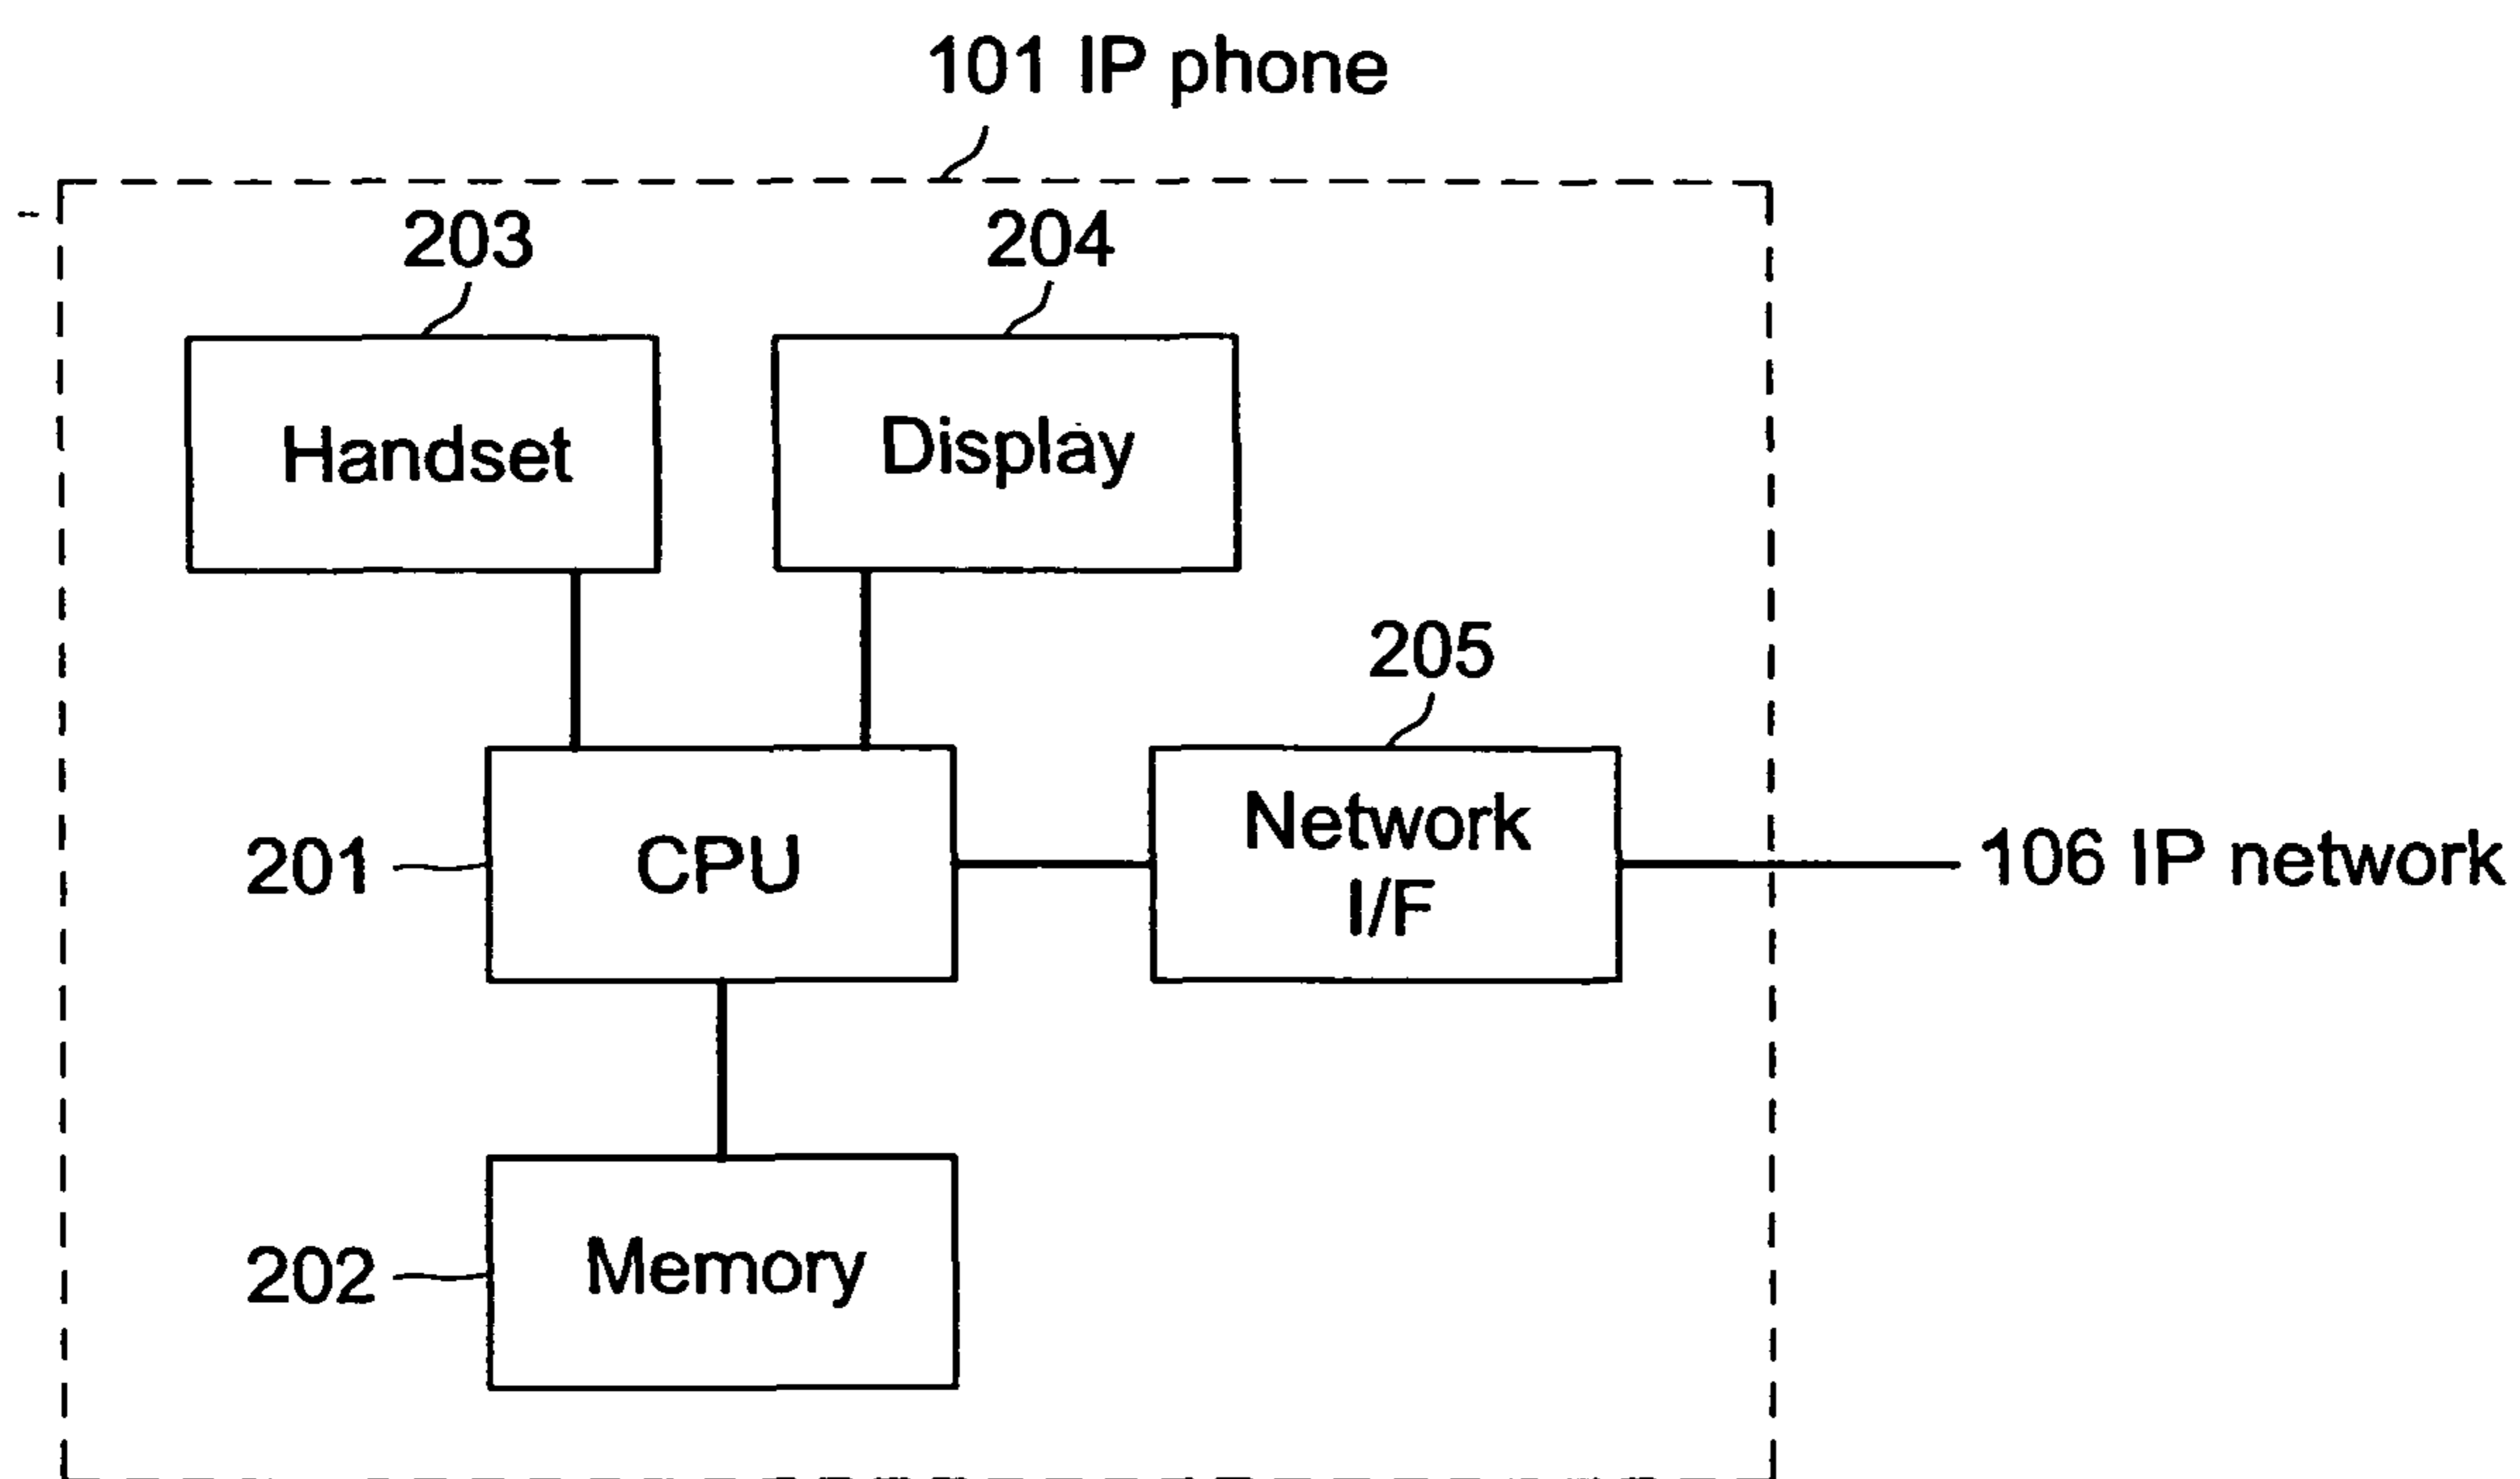 101 IP phone
203
204
Handset
Display
205
201
CPU
Network
I/F
106 IP network
202
Memory